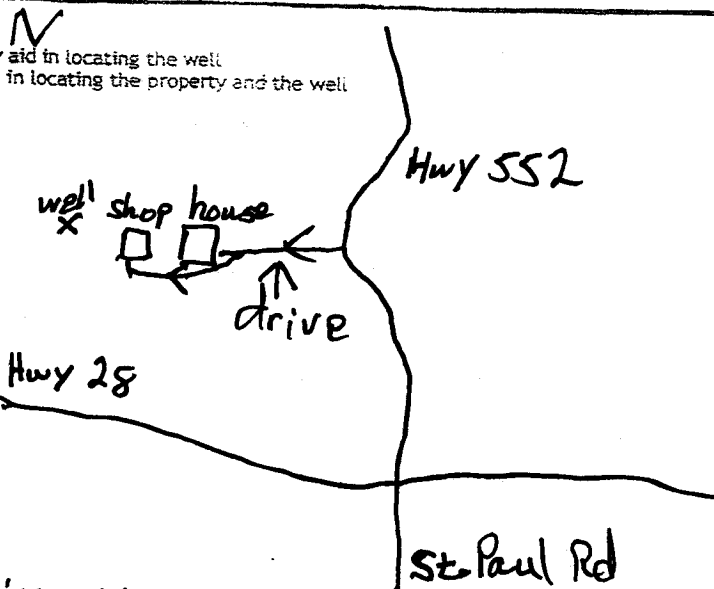 N
aid in locating the well
in locating the property and the well
Hwy 552
well shop house
x
drive
Hwy 28
St. Paul Rd